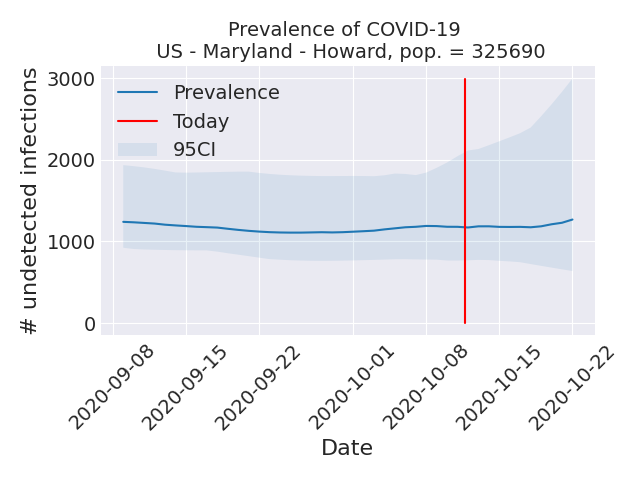 Prevalence of COVID-19
US - Maryland - Howard, pop. = 325690
# undetected infections
3000
2000
1000
0
Prevalence
Today
95CI
2020-09-08
2020-09-15
2020-09-22
2020-10-01
2020-10-08
2020-10-15
2020-10-22
Date